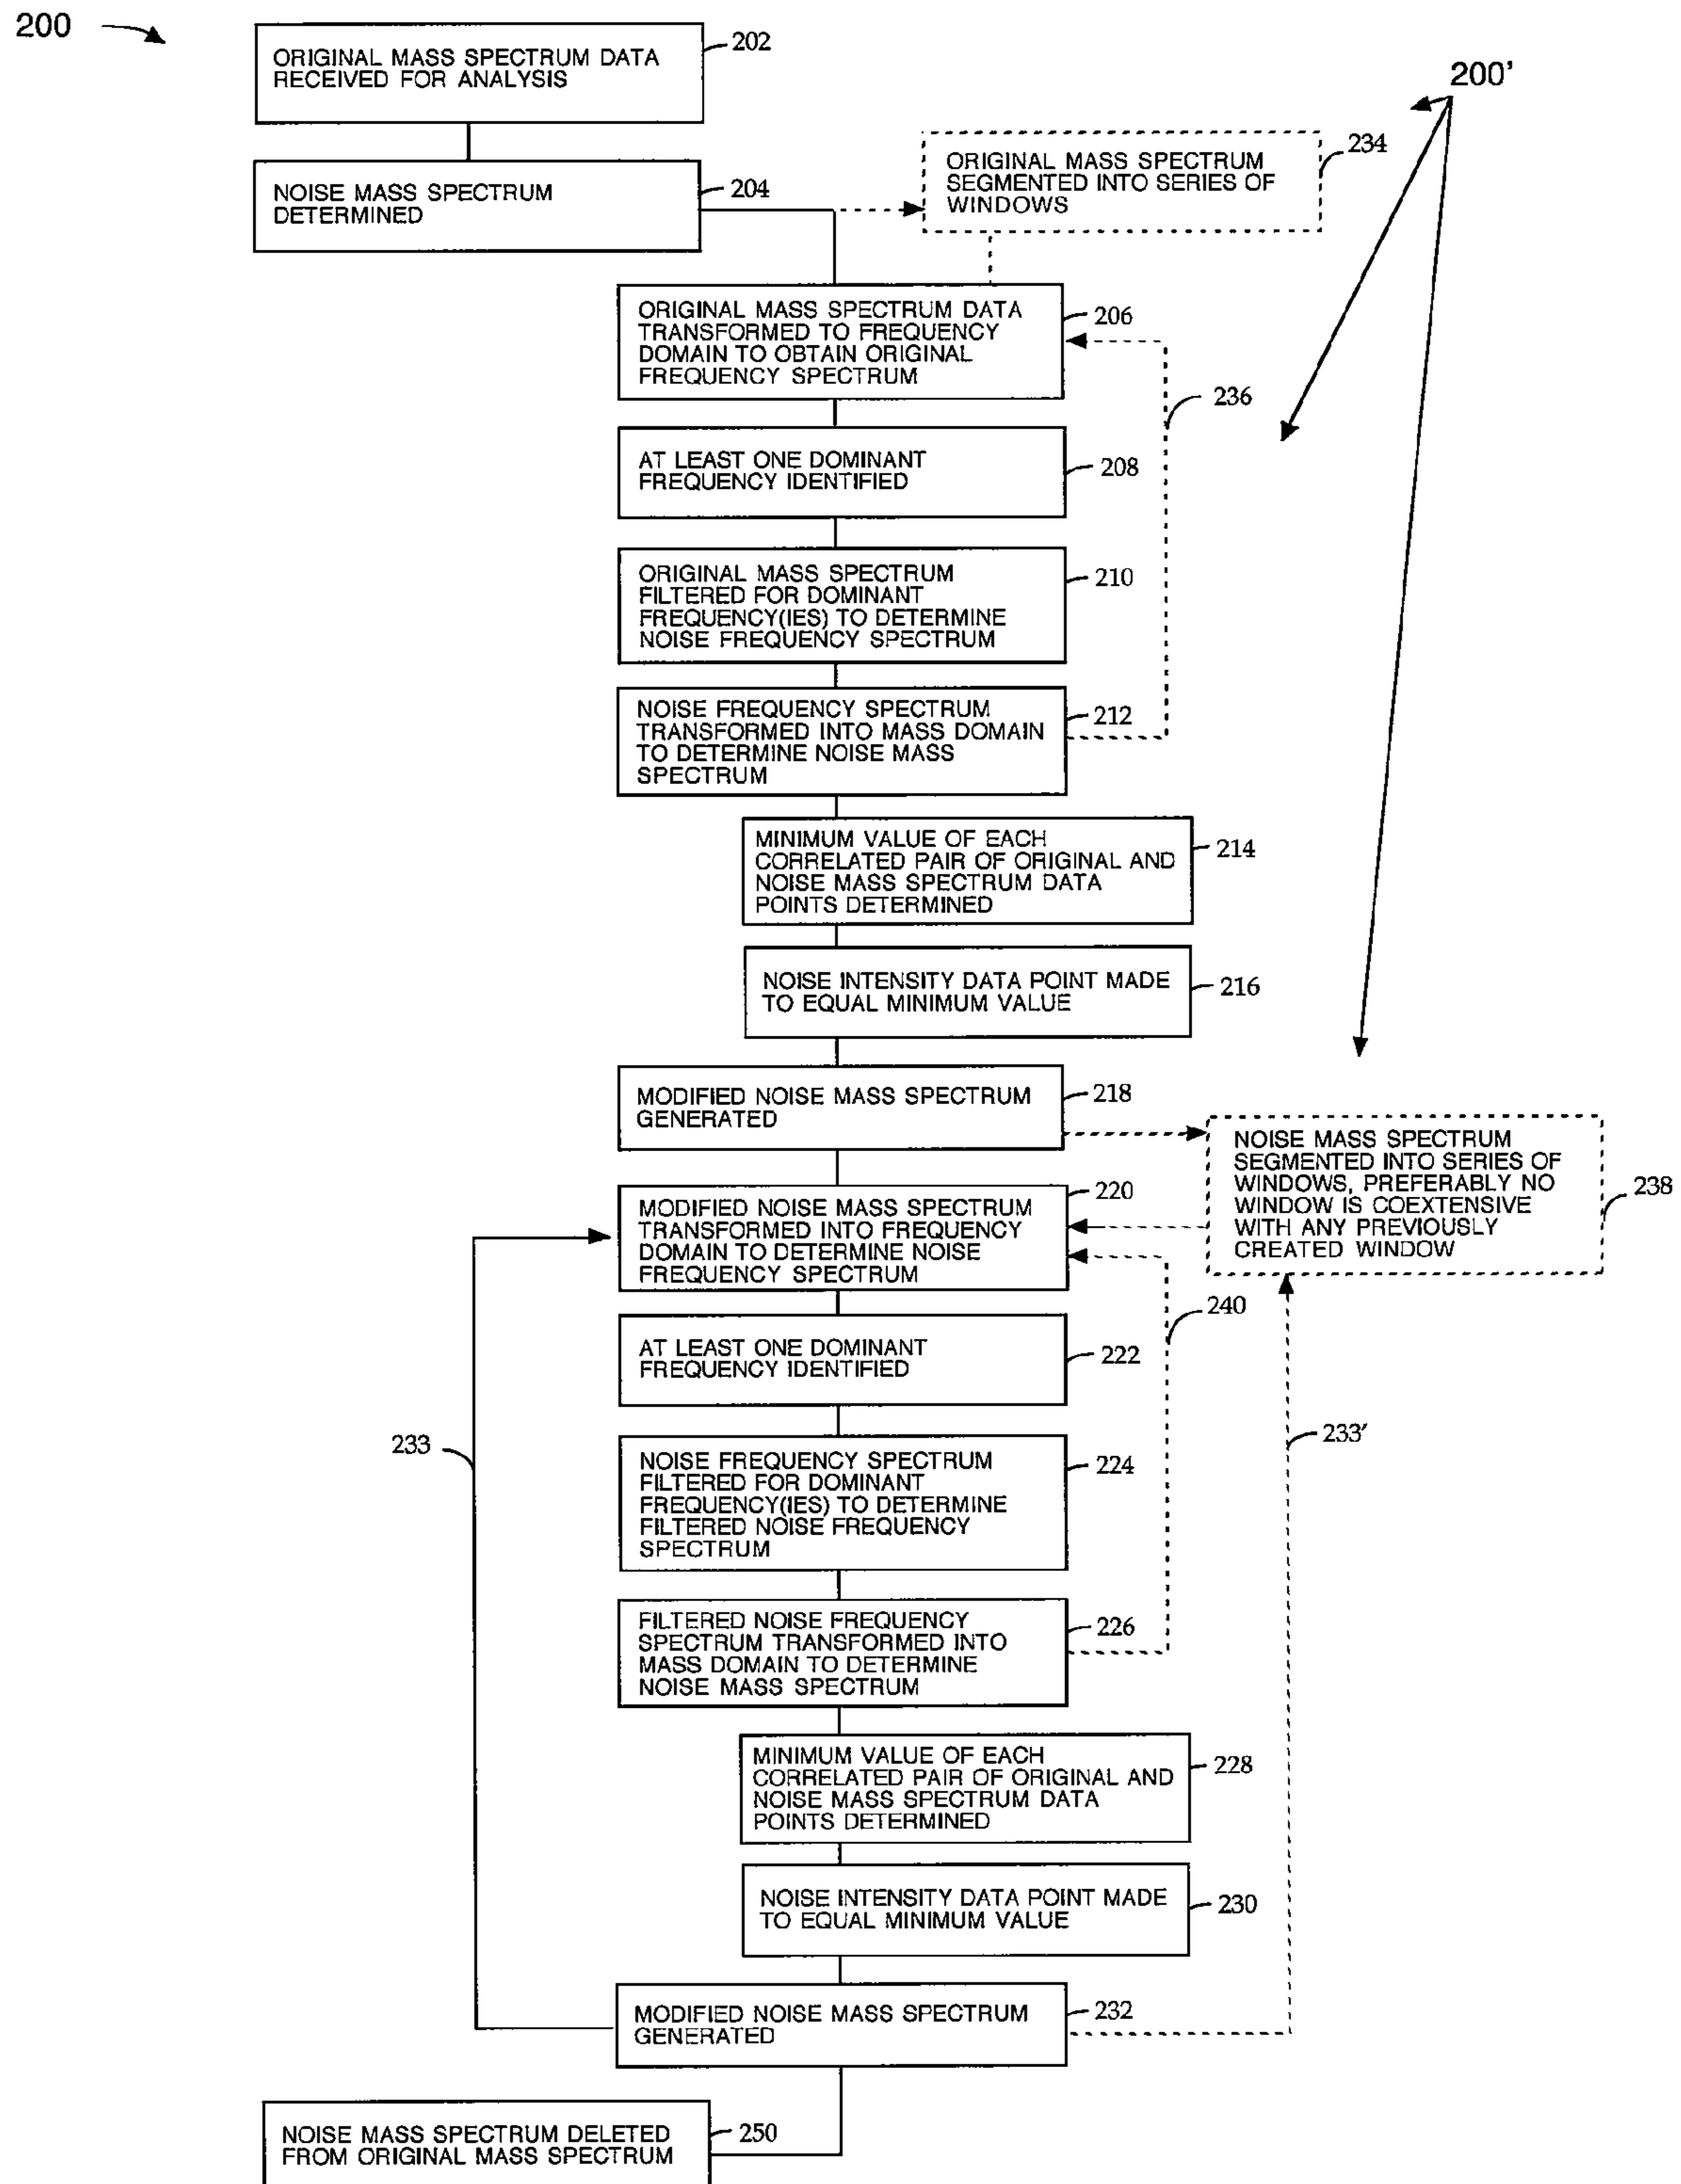 200
ORIGINAL MASS SPECTRUM DATA
RECEIVED FOR ANALYSIS
202
200'
NOISE MASS SPECTRUM
DETERMINED
204
ORIGINAL MASS SPECTRUM
SEGMENTED INTO SERIES OF
WINDOWS
234
ORIGINAL MASS SPECTRUM DATA
TRANSFORMED TO FREQUENCY
DOMAIN TO OBTAIN ORIGINAL
FREQUENCY SPECTRUM
206
236
AT LEAST ONE DOMINANT
FREQUENCY IDENTIFIED
208
ORIGINAL MASS SPECTRUM
FILTERED FOR DOMINANT
FREQUENCY(IES) TO DETERMINE
NOISE FREQUENCY SPECTRUM
210
NOISE FREQUENCY SPECTRUM
TRANSFORMED INTO MASS DOMAIN
TO DETERMINE NOISE MASS
SPECTRUM
212
MINIMUM VALUE OF EACH
CORRELATED PAIR OF ORIGINAL AND
NOISE MASS SPECTRUM DATA
POINTS DETERMINED
214
NOISE INTENSITY DATA POINT MADE
TO EQUAL MINIMUM VALUE
216
MODIFIED NOISE MASS SPECTRUM
GENERATED
218
NOISE MASS SPECTRUM
SEGMENTED INTO SERIES OF
WINDOWS, PREFERABLY NO
WINDOW IS COEXTENSIVE
WITH ANY PREVIOUSLY
CREATED WINDOW
238
MODIFIED NOISE MASS SPECTRUM
TRANSFORMED INTO FREQUENCY
DOMAIN TO DETERMINE NOISE
FREQUENCY SPECTRUM
220
240
AT LEAST ONE DOMINANT
FREQUENCY IDENTIFIED
222
233
233'
NOISE FREQUENCY SPECTRUM
FILTERED FOR DOMINANT
FREQUENCY(IES) TO DETERMINE
FILTERED NOISE FREQUENCY
SPECTRUM
224
FILTERED NOISE FREQUENCY
SPECTRUM TRANSFORMED INTO
MASS DOMAIN TO DETERMINE
NOISE MASS SPECTRUM
226
MINIMUM VALUE OF EACH
CORRELATED PAIR OF ORIGINAL AND
NOISE MASS SPECTRUM DATA
POINTS DETERMINED
228
NOISE INTENSITY DATA POINT MADE
TO EQUAL MINIMUM VALUE
230
MODIFIED NOISE MASS SPECTRUM
GENERATED
232
NOISE MASS SPECTRUM DELETED
FROM ORIGINAL MASS SPECTRUM
250